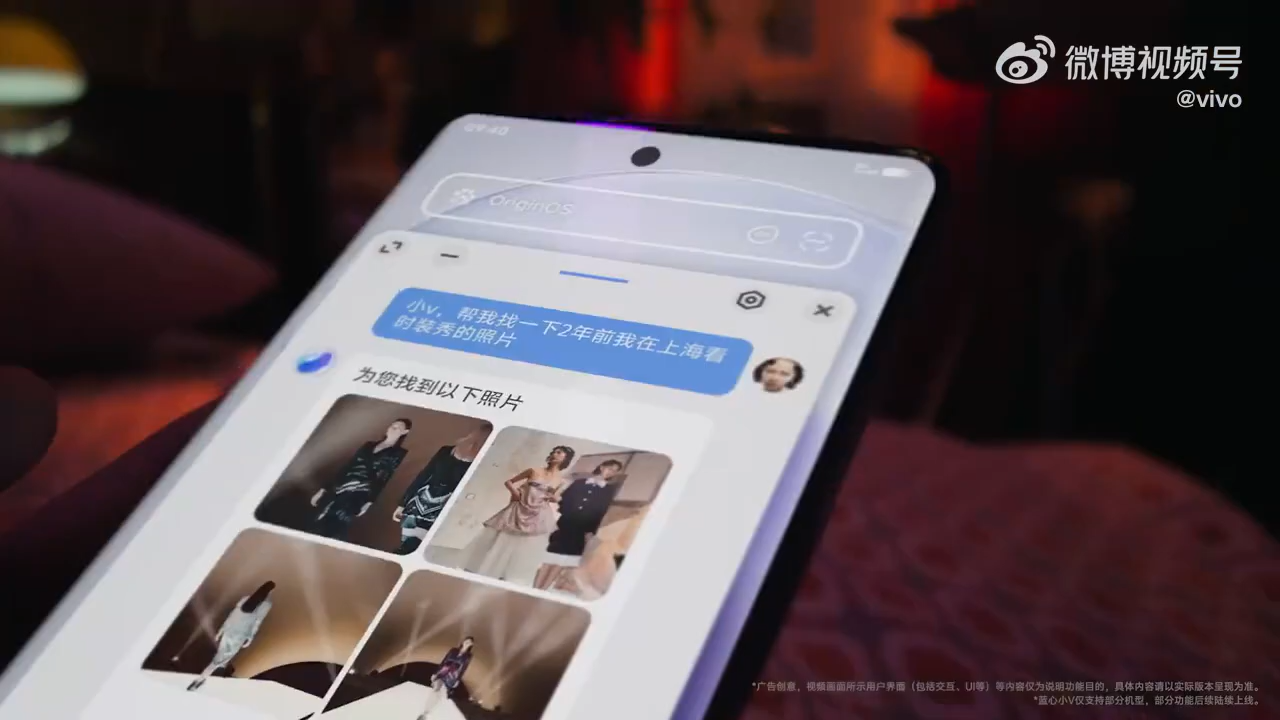 微博视频号
@vivo
09:40
OriginOS
小v，帮我找一下2年前我在上海看
时装秀的照片
为您找到以下照片
*广告创意，视频画面所示用户界面（包括交互、UI等）等内容仅为说明功能目的，具体内容请以实际版本呈现为准。
*蓝心小V仅支持部分机型，部分功能后续陆续上线。